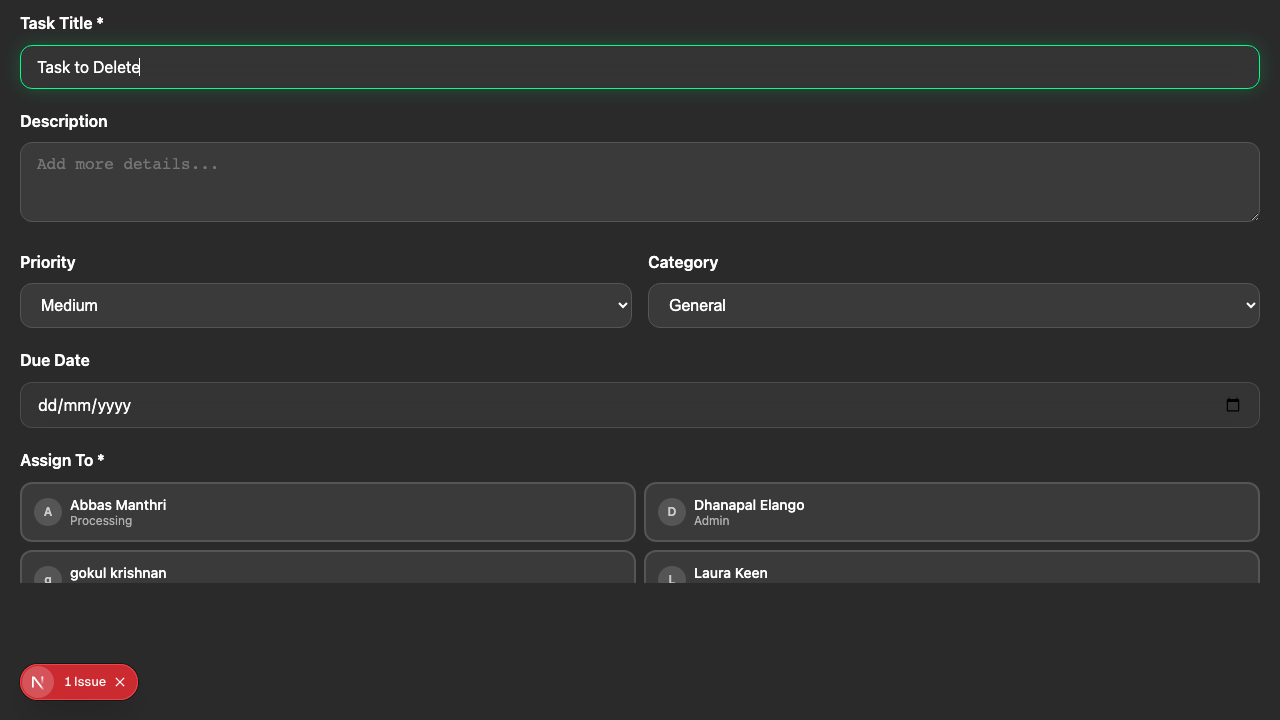 Task Title *
Task to Delete
Description
Add more details...
Priority
Category
Medium
General
Due Date
dd/mm/yyyy
Assign To *
A
Abbas Manthri
Processing
D
Dhanapal Elango
Admin
g
gokul krishnan
L
Laura Keen
N
1 Issue